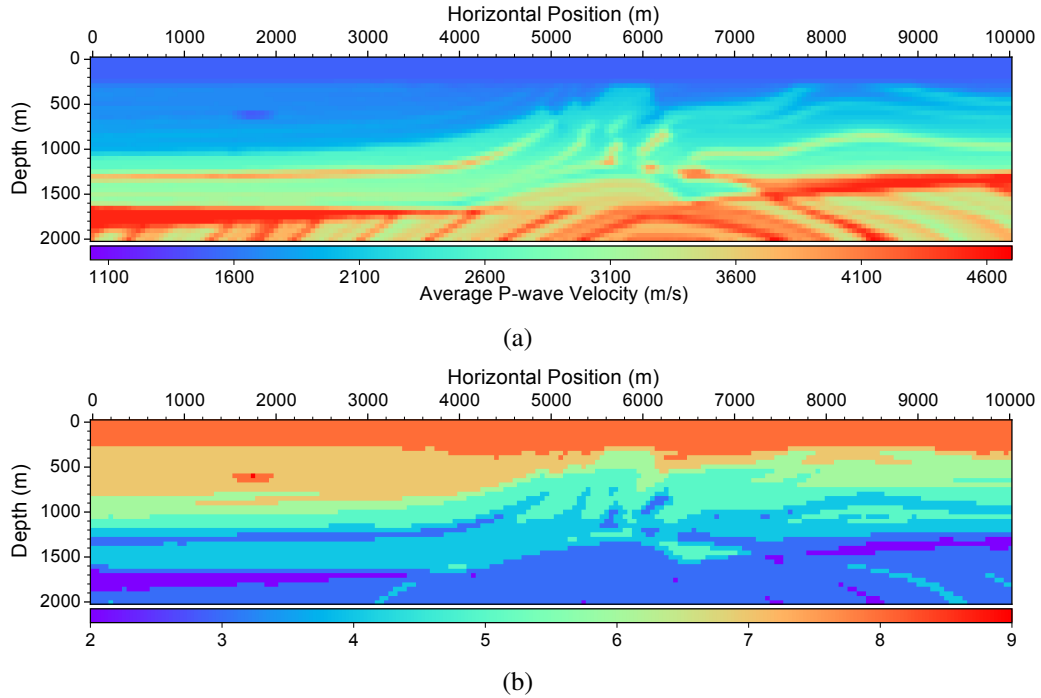 Horizontal Position (m)
0 1000 2000 3000 4000 5000 6000 7000 8000 9000 10000
Depth (m)
0
500
1000
1500
2000
1100 1600 2100 2600 3100 3600 4100 4600
Average P-wave Velocity (m/s)
(a)
Horizontal Position (m)
0 1000 2000 3000 4000 5000 6000 7000 8000 9000 10000
Depth (m)
0
500
1000
1500
2000
2 3 4 5 6 7 8 9
(b)